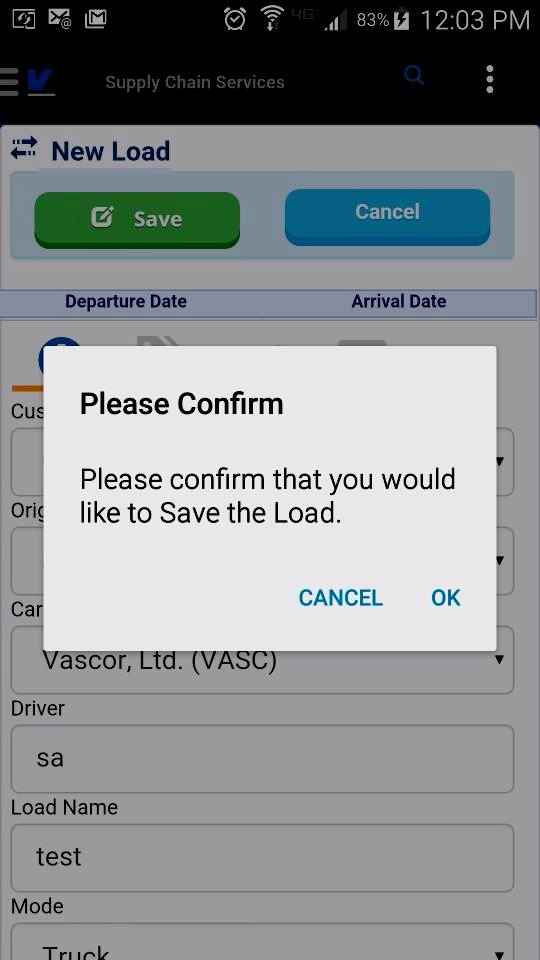 4G 83% 12:03 PM
Supply Chain Services
New Load
Save Cancel
Departure Date Arrival Date
Please Confirm
Please confirm that you would
like to Save the Load.
CANCEL OK
Cus
Orig
Car
Vascor, Ltd. (VASC)
Driver
sa
Load Name
test
Mode
Truck